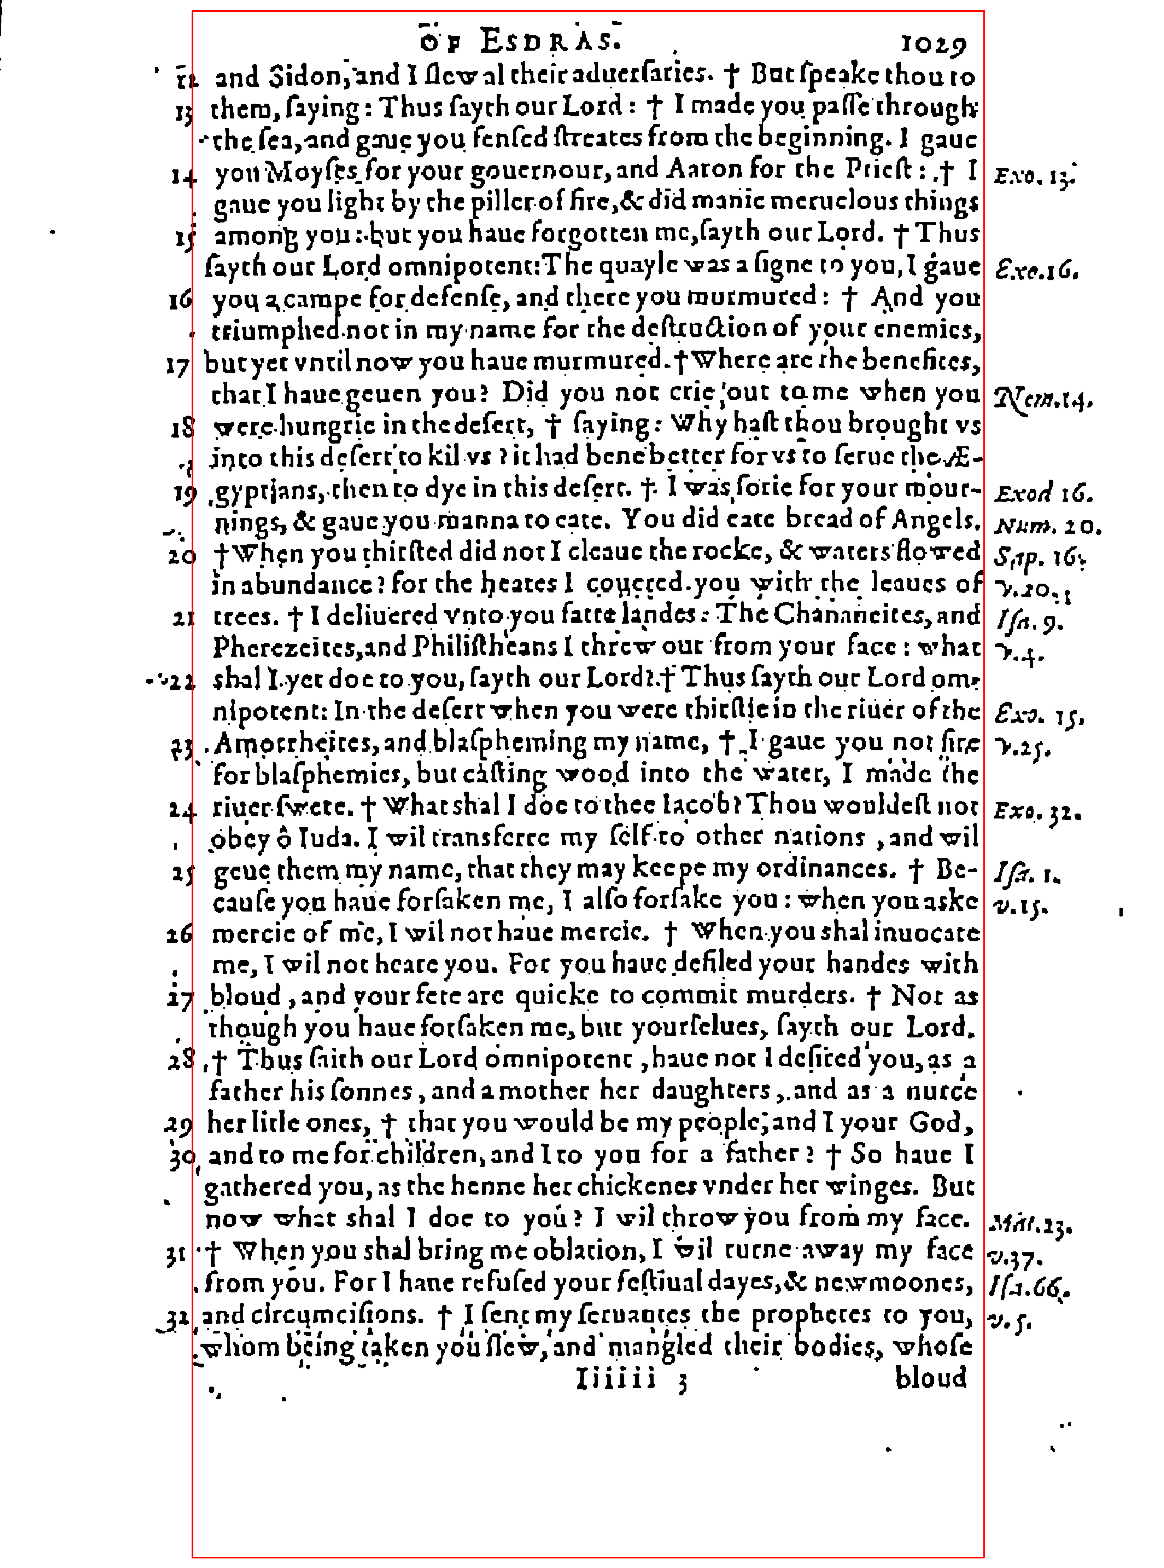 OF ESDRAS. 1029
12 and Sidon, and I ſlew al their aduerſaries. † But ſpeake thou to
13 them, ſaying: Thus ſayth our Lord: † I made you paſſe through
the ſea, and gaue you fenſed ſtreates from the beginning. I gaue
14 you Moyſes for your gouernour, and Aaron for the Prieſt: † I Exo. 13.
gaue you light by the piller of fire, & did manie meruelous things
15 among you: but you haue forgotten me, ſayth our Lord. † Thus
ſayth our Lord omnipotent: The quayle was a ſigne to you, I gaue Exo. 16.
16 you a campe for defenſe, and there you murmured: † And you
triumphed not in my name for the deſtruction of your enemies,
17 but yet vntil now you haue murmured. † Where are the benefites,
that I haue geuen you? Did you not crie out to me when you Nem. 14.
18 were hungrie in the deſert, † ſaying: Why haſt thou brought vs
into this deſert to kil vs? it had bene better for vs to ſerue the Æ-
19 gyptians, then to dye in this deſert. † I was ſorie for your mour- Exod 16.
nings, & gaue you manna to eate. You did eate bread of Angels. Num. 20.
20 † When you thirſted did not I cleaue the rocke, & waters flowed Sap. 16.
in abundance? for the heates I couered you with the leaues of v. 20.
21 trees. † I deliuered vnto you fatte landes: The Chananeites, and Iſa. 9.
Pherezeites, and Philiſtheans I threw out from your face: what v. 4.
22 shal I yet doe to you, ſayth our Lord? † Thus ſayth our Lord om-
nipotent: In the deſert when you were thirſtie in the riuer of the Exo. 15.
23 Amorrheites, and blaſpheming my name, † I gaue you not fire v. 25.
for blaſphemies, but caſting wood into the water, I made the
24 riuer ſwete. † What shal I doe to thee Iacob? Thou wouldeſt not Exo. 32.
obey ô Iuda. I wil transferre my ſelf to other nations, and wil
25 geue them my name, that they may keepe my ordinances. † Be- Iſa. 1.
cauſe you haue forſaken me, I alſo forſake you: when you aske v. 15.
26 mercie of me, I wil not haue mercie. † When you shal inuocate
me, I wil not heare you. For you haue defiled your handes with
27 bloud, and your fete are quicke to commit murders. † Not as
though you haue forſaken me, but yourſelues, ſayth our Lord.
28 † Thus ſaith our Lord omnipotent, haue not I deſired you, as a
father his ſonnes, and a mother her daughters, and as a nurce
29 her litle ones, † that you would be my people, and I your God,
30 and to me for children, and I to you for a father? † So haue I
gathered you, as the henne her chickenes vnder her winges. But
now what shal I doe to you? I wil throw you from my face. Mat. 23.
31 † When you shal bring me oblation, I wil turne away my face v. 37.
from you. For I haue refuſed your feſtiual dayes, & newmoones, Iſa. 66.
32 and circumciſions. † I ſent my ſeruantes the prophetes to you, v. 5.
whom being taken you ſlew, and mangled their bodies, whoſe
Iiiiii 3 bloud